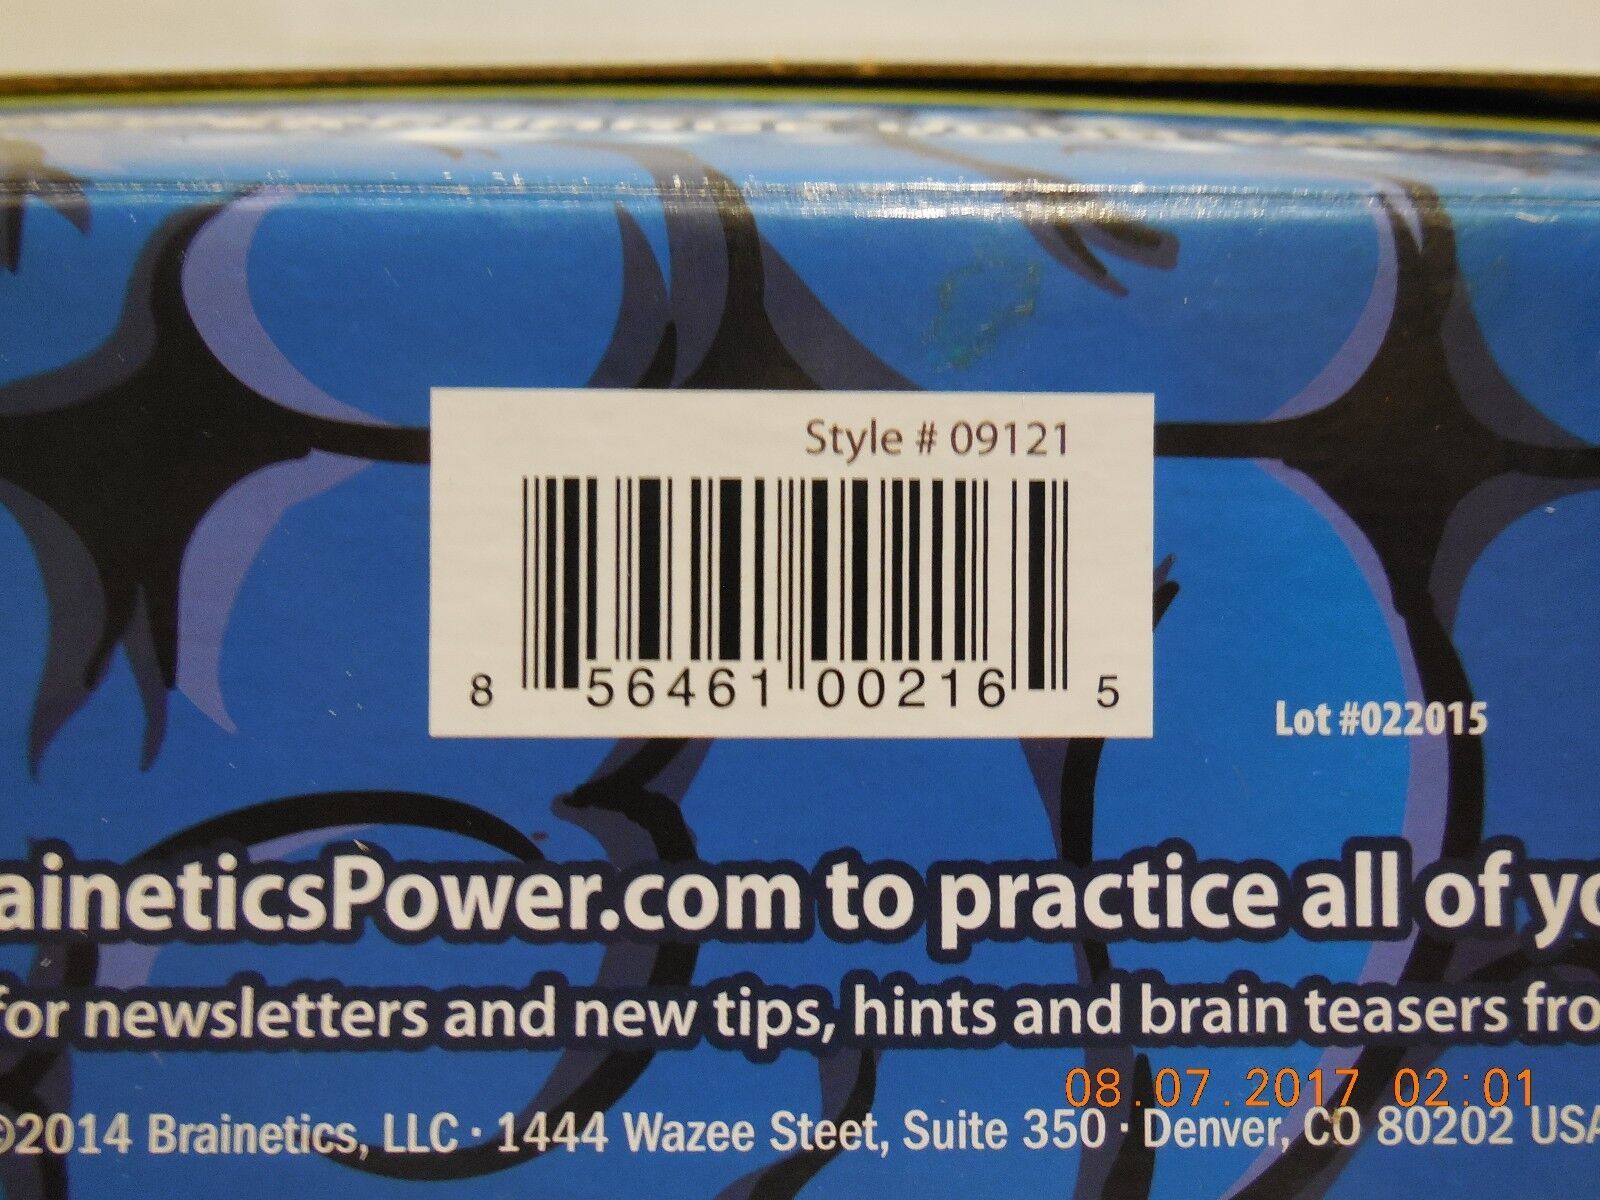 Style # 09121
8 56461 00216 5
Lot #022015
aineticsPower.com to practice all of yo
for newsletters and new tips, hints and brain teasers fro
08.07.2017 02:01
©2014 Brainetics, LLC · 1444 Wazee Steet, Suite 350 · Denver, CO 80202 USA